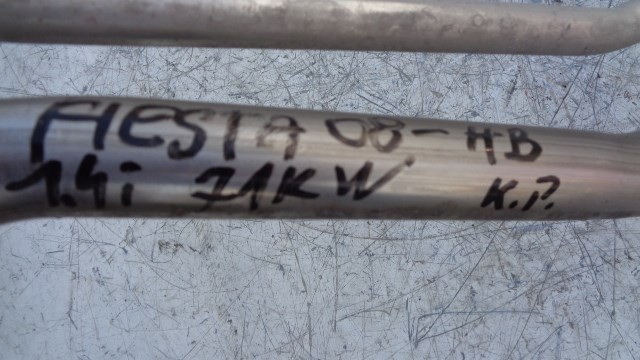 FIESTA 08- HB
1.4i 71KW K.P.